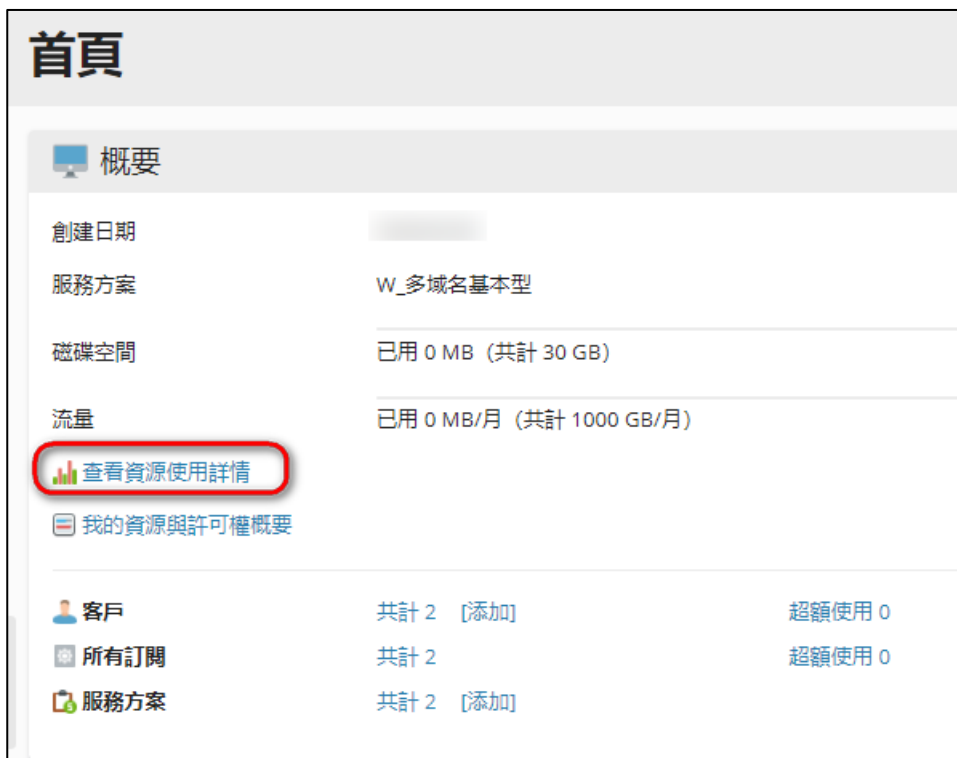 首頁
概要
創建日期
服務方案 W_多域名基本型
磁碟空間 已用 0 MB (共計 30 GB)
流量 已用 0 MB/月 (共計 1000 GB/月)
查看資源使用詳情
我的資源與許可權概要
客戶 共計 2 [添加] 超額使用 0
所有訂閱 共計 2 超額使用 0
服務方案 共計 2 [添加]